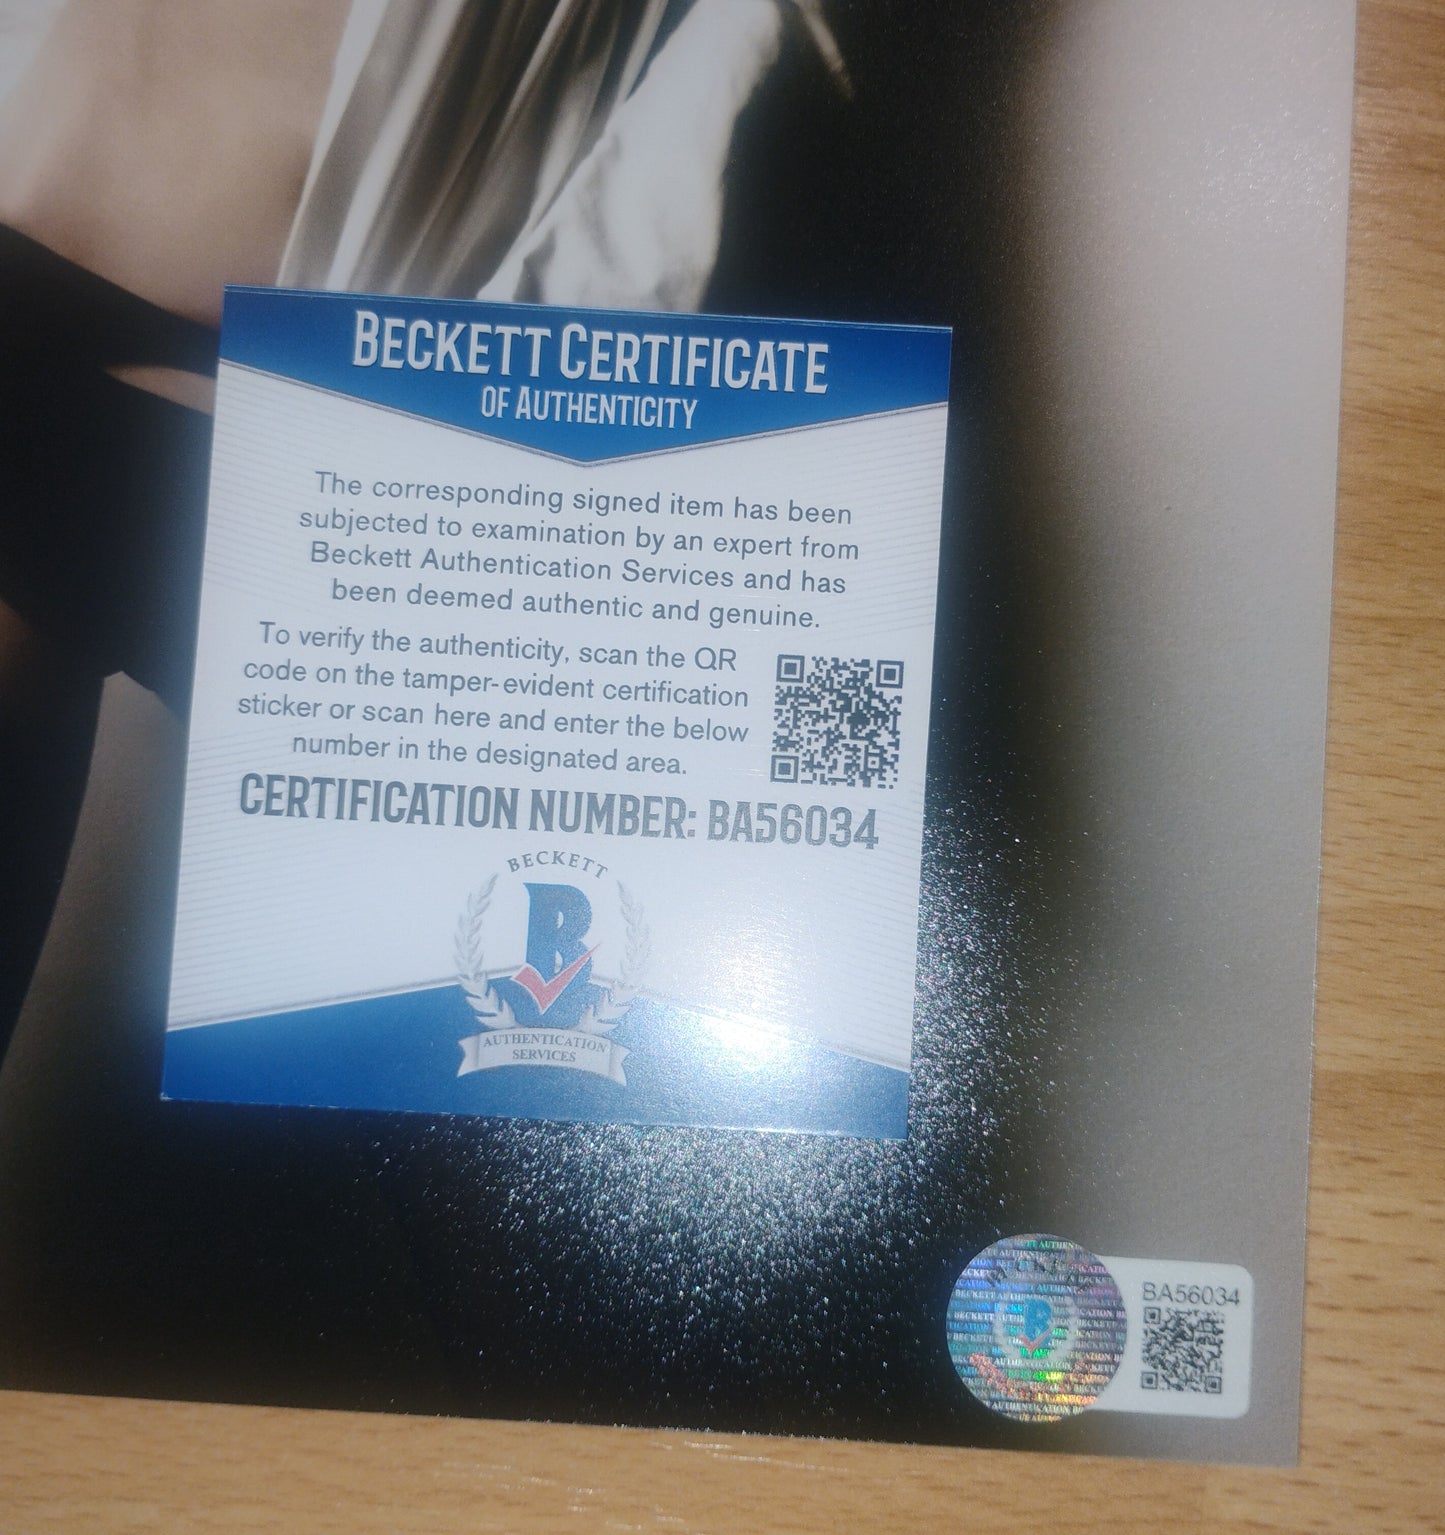 BECKETT CERTIFICATE
OF AUTHENTICITY
The corresponding signed item has been
subjected to examination by an expert from
Beckett Authentication Services and has
been deemed authentic and genuine.
To verify the authenticity, scan the QR
code on the tamper-evident certification
sticker or scan here and enter the below
number in the designated area.
CERTIFICATION NUMBER: BA56034
BECKETT
B
AUTHENTICATION
SERVICES
BA56034